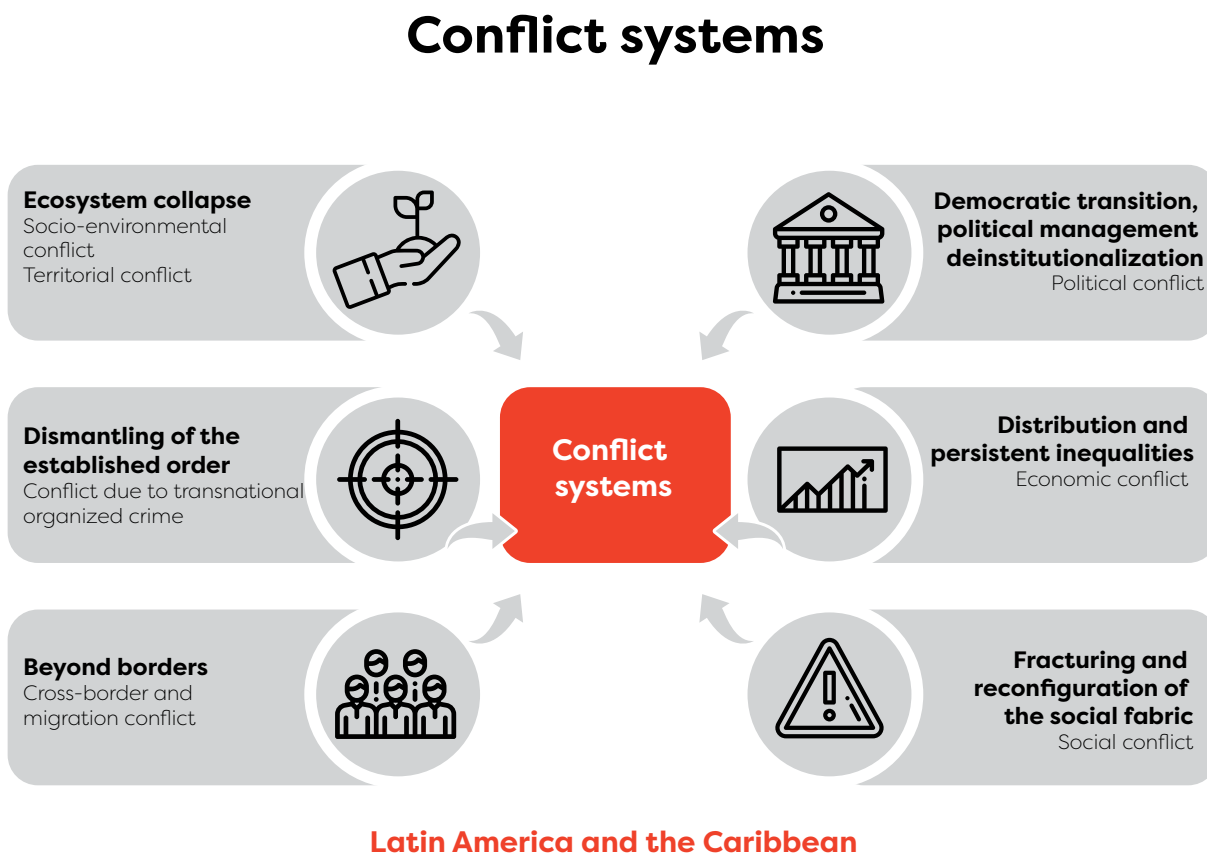 Conflict systems
Ecosystem collapse
Socio-environmental
conflict
Territorial conflict
Dismantling of the
established order
Conflict due to transnational
organized crime
Beyond borders
Cross-border and
migration conflict
Conflict
systems
Democratic transition,
political management
deinstitutionalization
Political conflict
Distribution and
persistent inequalities
Economic conflict
Fracturing and
reconfiguration of
the social fabric
Social conflict
Latin America and the Caribbean